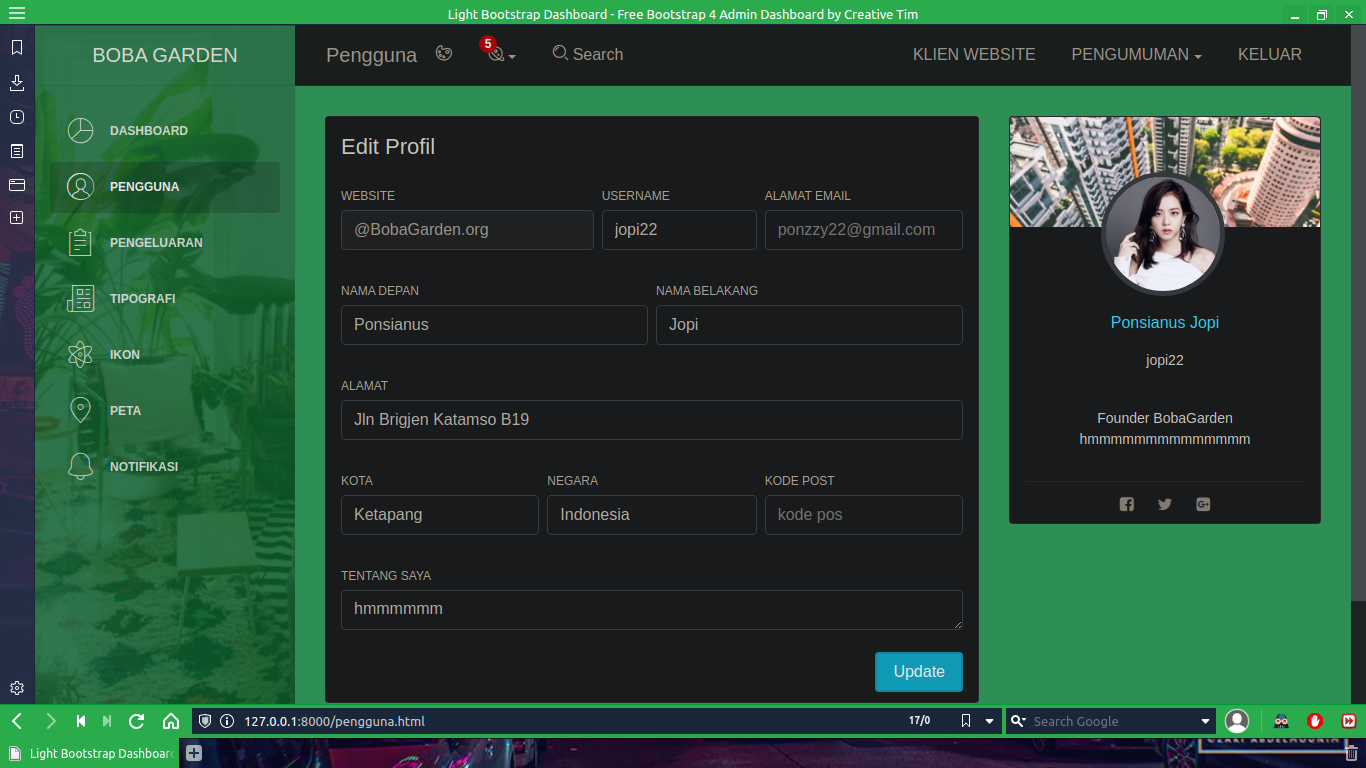 Light Bootstrap Dashboard - Free Bootstrap 4 Admin Dashboard by Creative Tim
BOBA GARDEN
Pengguna
5
Search
KLIEN WEBSITE
PENGUMUMAN
KELUAR
DASHBOARD
PENGGUNA
PENGELUARAN
TIPOGRAFI
IKON
PETA
NOTIFIKASI
Edit Profil
WEBSITE
USERNAME
ALAMAT EMAIL
@BobaGarden.org
jopi22
ponzzy22@gmail.com
NAMA DEPAN
NAMA BELAKANG
Ponsianus
Jopi
ALAMAT
Jln Brigjen Katamso B19
KOTA
NEGARA
KODE POST
Ketapang
Indonesia
kode pos
TENTANG SAYA
hmmmmmm
Update
Ponsianus Jopi
jopi22
Founder BobaGarden
hmmmmmmmmmmmmmmm
127.0.0.1:8000/pengguna.html
17/0
Search Google
Light Bootstrap Dashboar